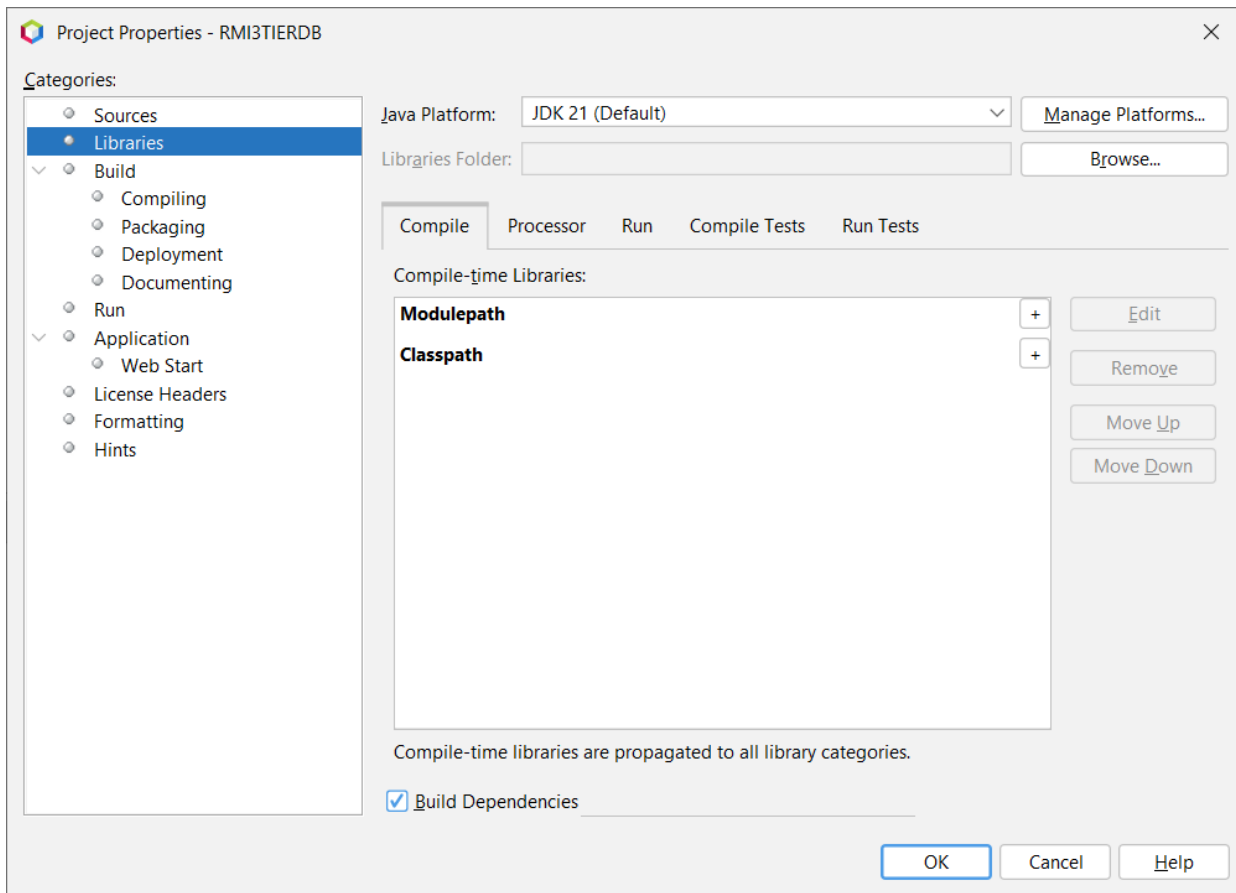 Project Properties - RMI3TIERDB
Categories:
Sources
Libraries
Build
Compiling
Packaging
Deployment
Documenting
Run
Application
Web Start
License Headers
Formatting
Hints
Java Platform: JDK 21 (Default) Manage Platforms...
Libraries Folder: Browse...
Compile Processor Run Compile Tests Run Tests
Compile-time Libraries:
Modulepath + Edit
Classpath + Remove
Move Up
Move Down
Compile-time libraries are propagated to all library categories.
Build Dependencies
OK Cancel Help